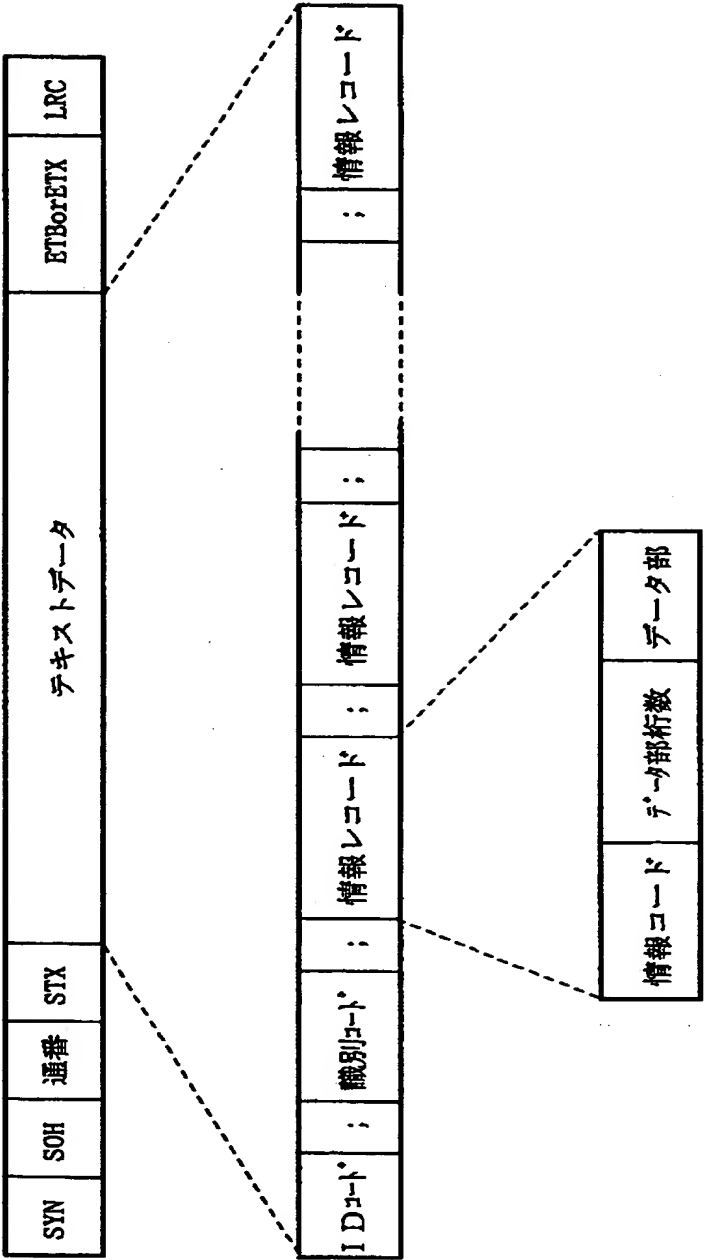 SYN SOH 通番 STX テキストデータ ETBorETX LRC
IDコード ; 識別コード ; 情報レコード ; 情報レコード ; ; 情報レコード
情報コード データ部桁数 データ部